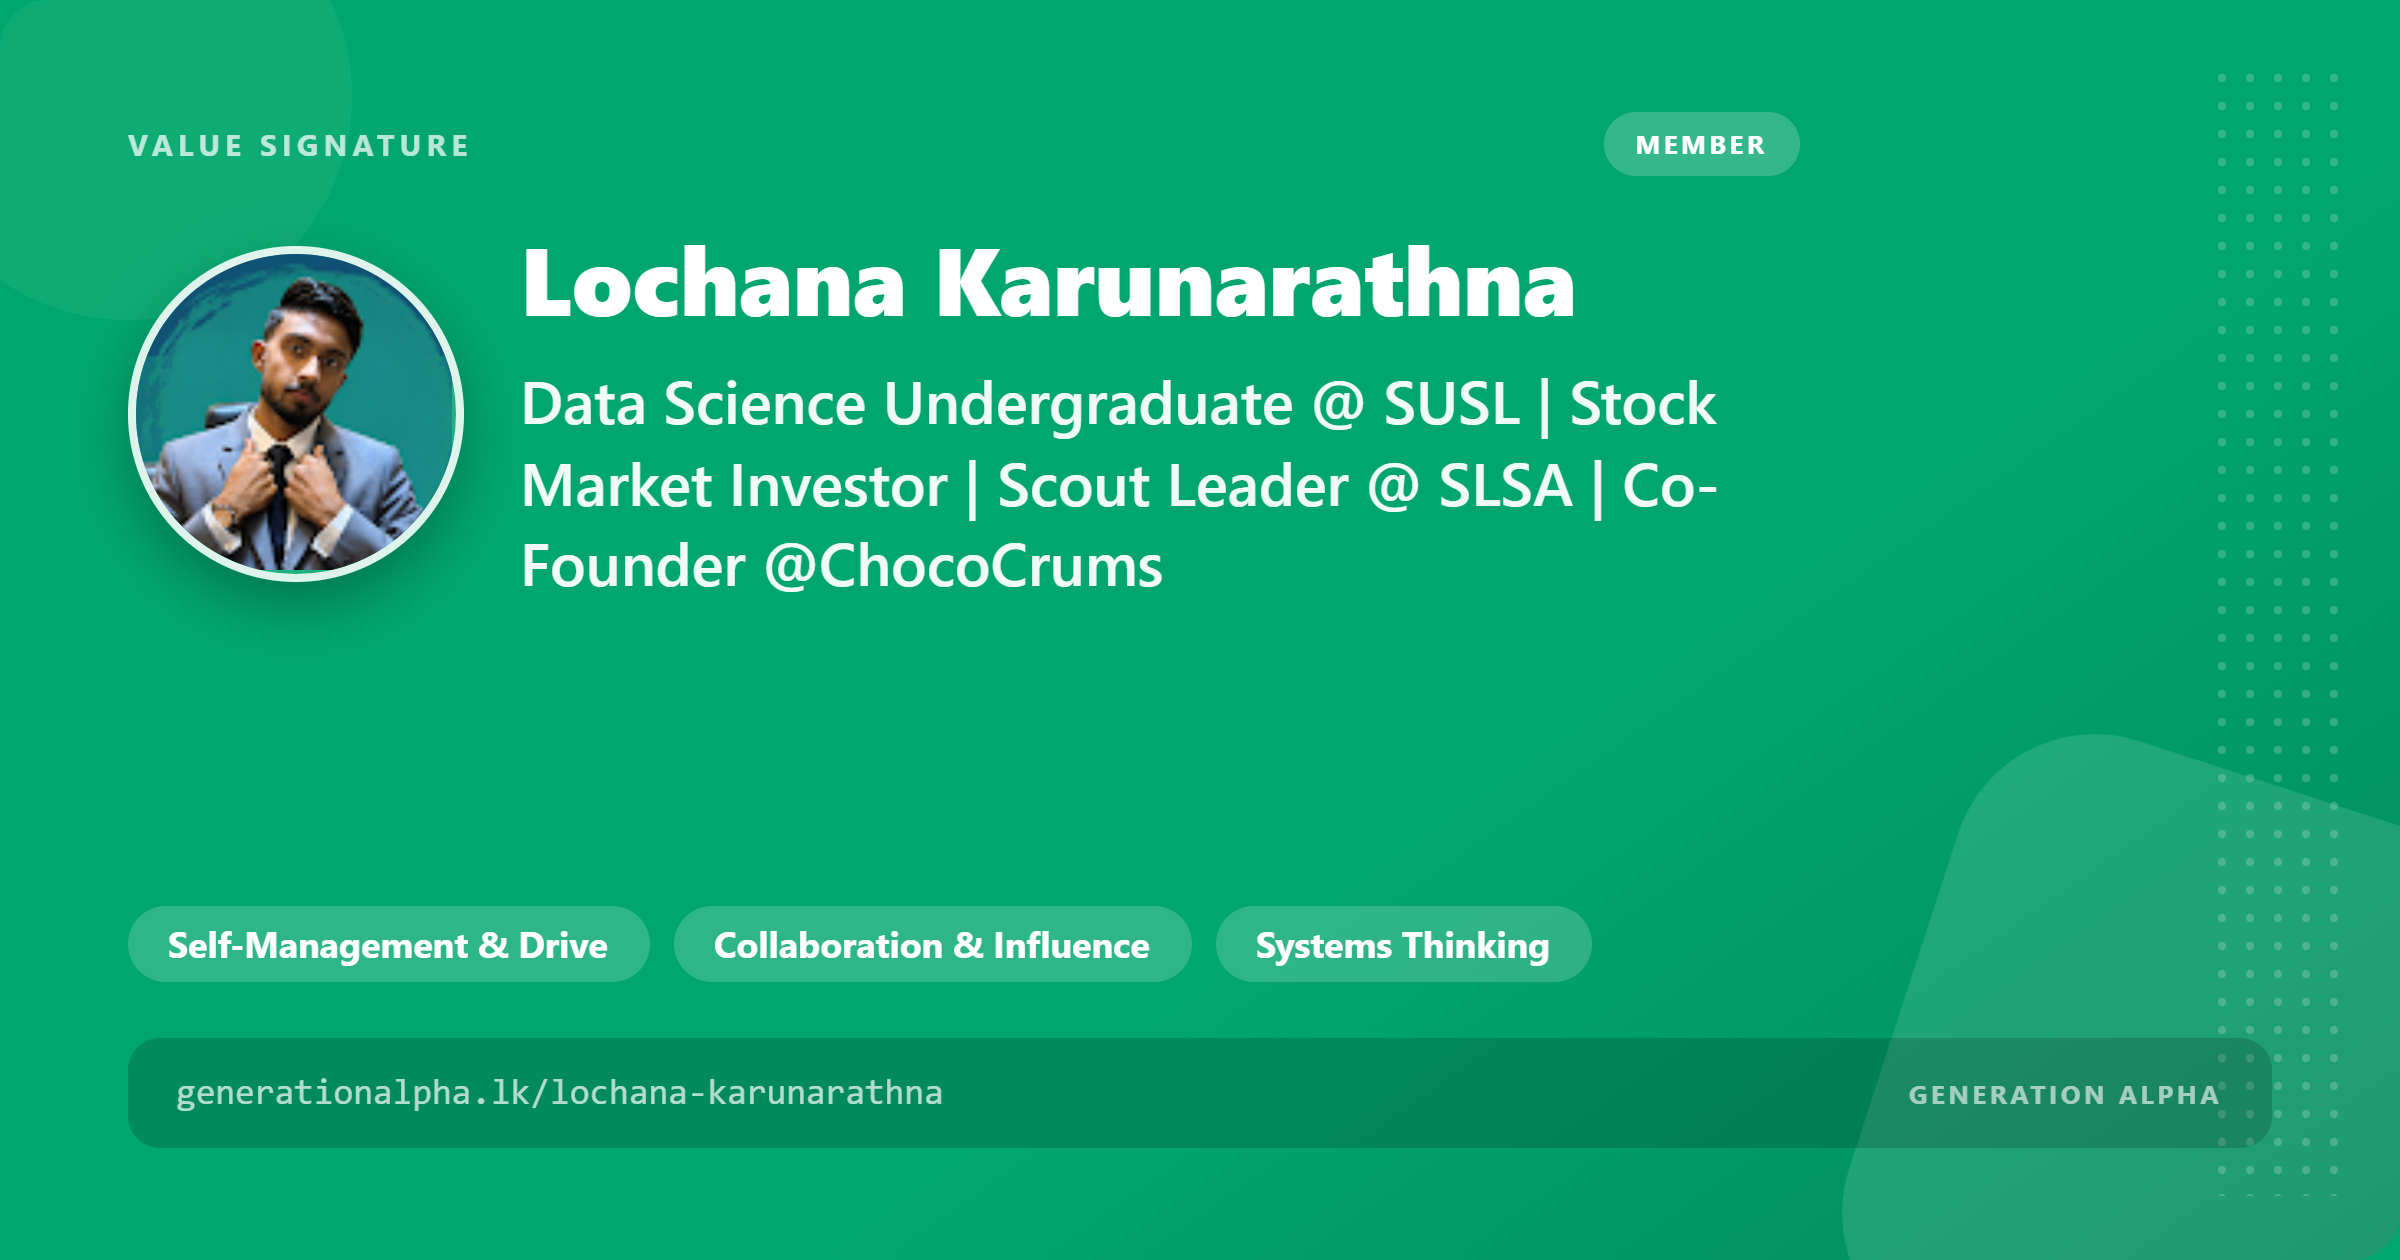 VALUE SIGNATURE
MEMBER
Lochana Karunarathna
Data Science Undergraduate @ SUSL | Stock
Market Investor | Scout Leader @ SLSA | Co-
Founder @ChocoCrums
Self-Management & Drive
Collaboration & Influence
Systems Thinking
generationalpha.lk/lochana-karunarathna
GENERATION ALPHA